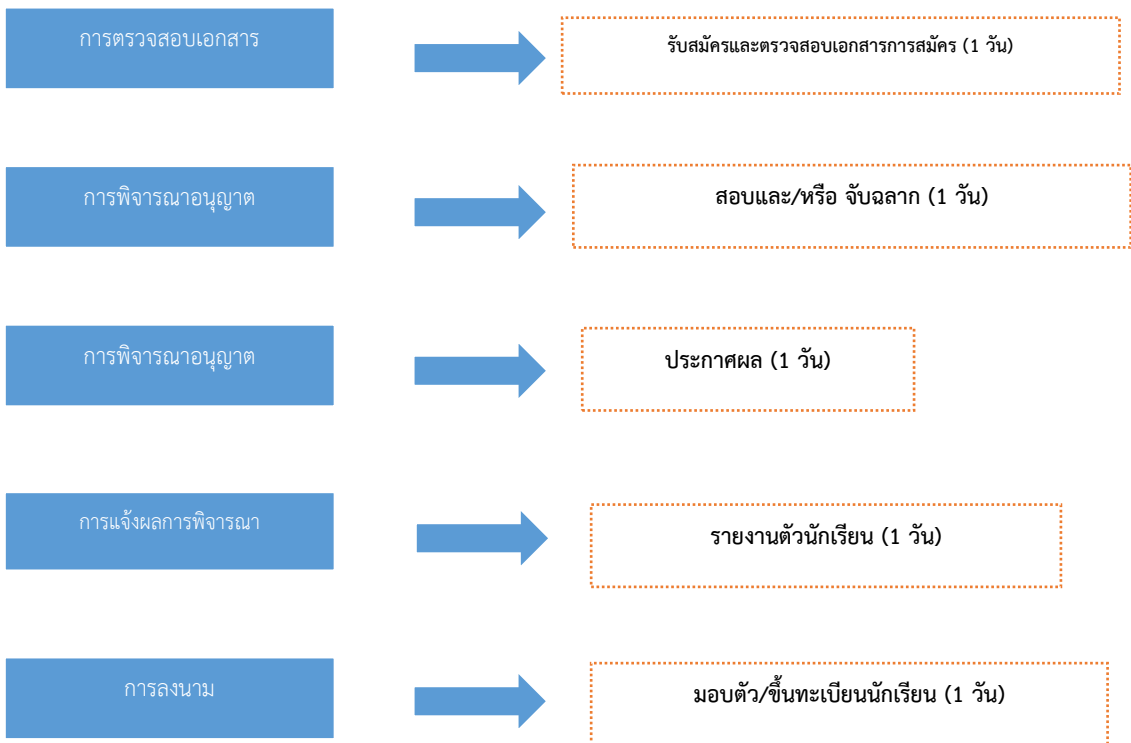 การตรวจสอบเอกสาร
รับสมัครและตรวจสอบเอกสารการสมัคร (1 วัน)
การพิจารณาอนุญาต
สอบและ/หรือ จับฉลาก (1 วัน)
การพิจารณาอนุญาต
ประกาศผล (1 วัน)
การแจ้งผลการพิจารณา
รายงานตัวนักเรียน (1 วัน)
การลงนาม
มอบตัว/ขึ้นทะเบียนนักเรียน (1 วัน)